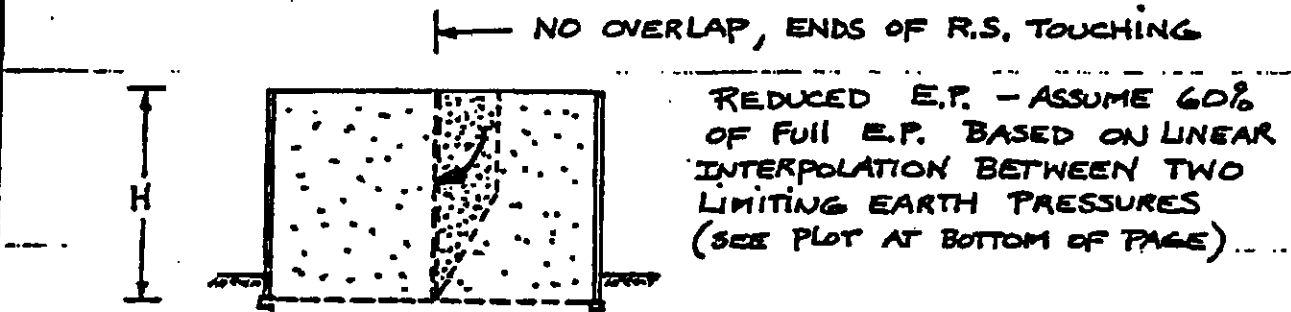 NO OVERLAP, ENDS OF R.S. TOUCHING
REDUCED E.P. - ASSUME 60%
OF FUll E.P. BASED ON LINEAR
INTERPOLATION BETWEEN TWO
LiMiTiNG EARTH PRESSURES
(SEE PLOT AT BOTTOM OF PAGE)
H